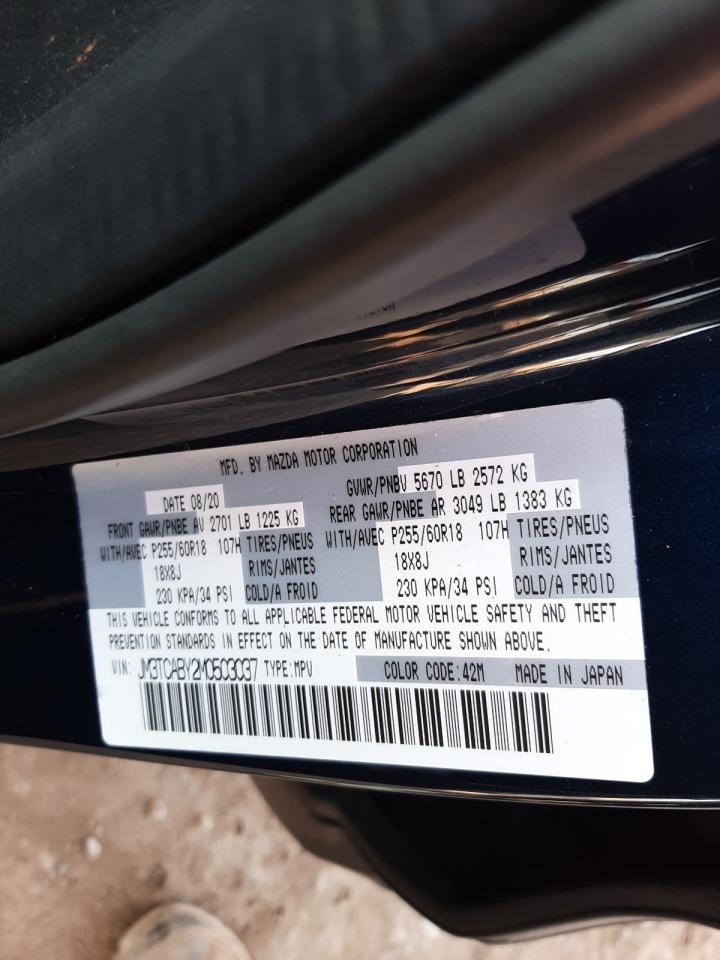 MFD. BY MAZDA MOTOR CORPORATION
DATE 08/20 GVWR/PNBV 5670 LB 2572 KG
FRONT GAWR/PNBE AV 2701 LB 1225 KG REAR GAWR/PNBE AR 3049 LB 1383 KG
WITH/AVEC P255/60R18 107H TIRES/PNEUS WITH/AVEC P255/60R18 107H TIRES/PNEUS
18X8J RIMS/JANTES 18X8J RIMS/JANTES
230 KPA/34 PSI COLD/A FROID 230 KPA/34 PSI COLD/A FROID
THIS VEHICLE CONFORMS TO ALL APPLICABLE FEDERAL MOTOR VEHICLE SAFETY AND THEFT
PREVENTION STANDARDS IN EFFECT ON THE DATE OF MANUFACTURE SHOWN ABOVE.
VIN: JM3TCABY2M0503037 TYPE:MPV COLOR CODE:42M MADE IN JAPAN